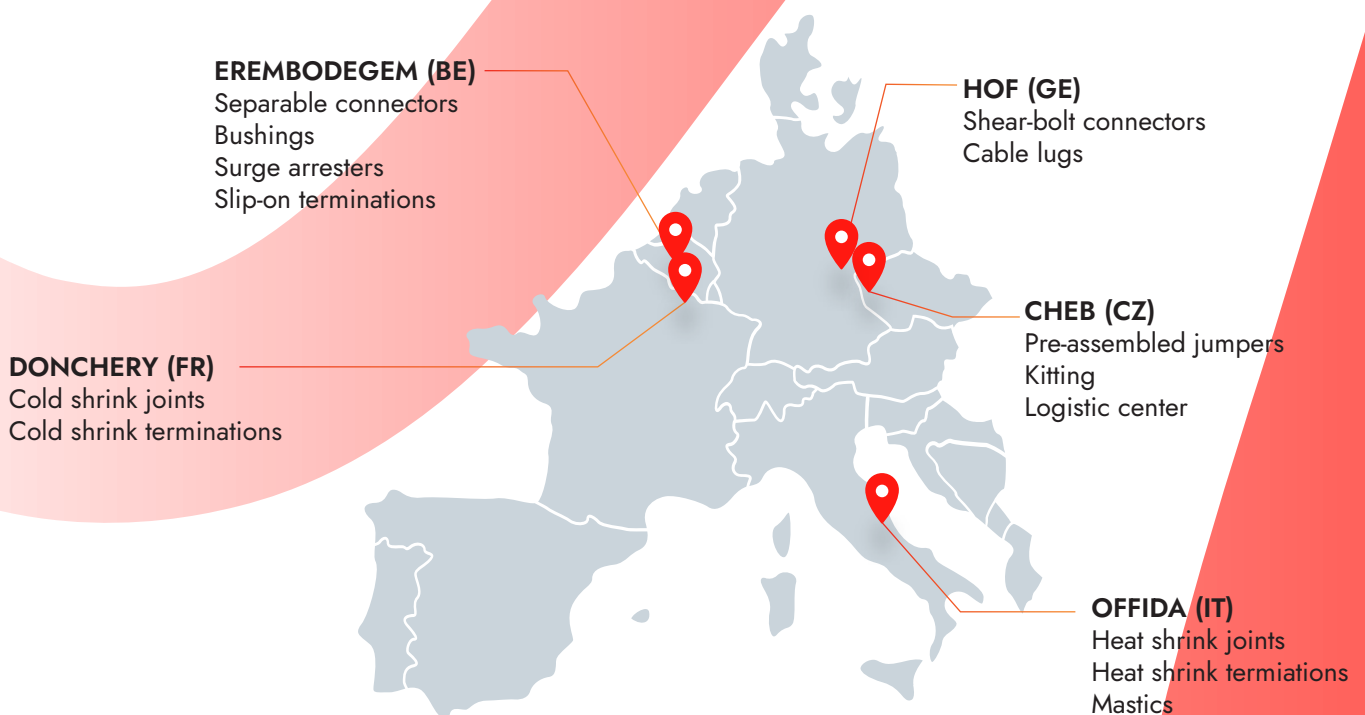 EREMBODEGEM (BE)
Separable connectors
Bushings
Surge arresters
Slip-on terminations
HOF (GE)
Shear-bolt connectors
Cable lugs
CHEB (CZ)
Pre-assembled jumpers
Kitting
Logistic center
DONCHERY (FR)
Cold shrink joints
Cold shrink terminations
OFFIDA (IT)
Heat shrink joints
Heat shrink termiations
Mastics